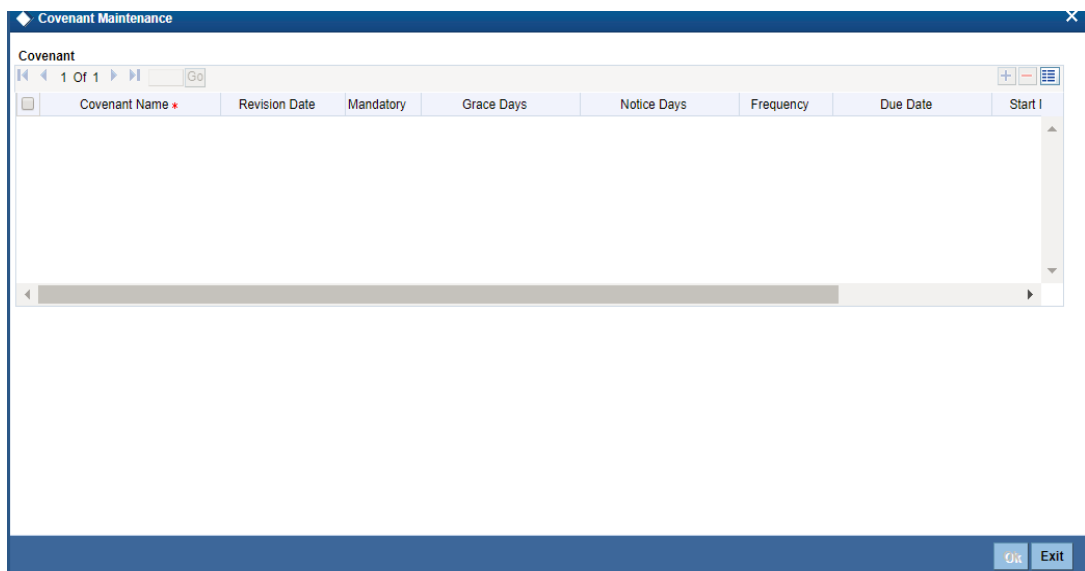 Covenant Maintenance
Covenant
1 Of 1 Go
Covenant Name * Revision Date Mandatory Grace Days Notice Days Frequency Due Date Start
Ok Exit